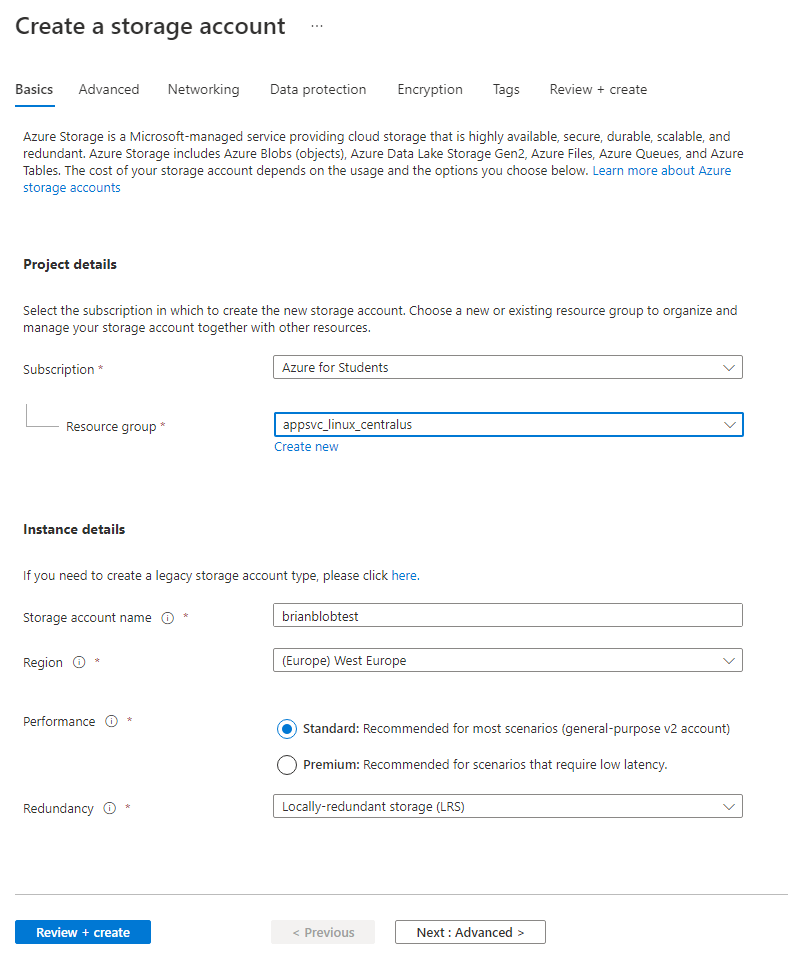 Create a storage account ...
Basics Advanced Networking Data protection Encryption Tags Review + create
Azure Storage is a Microsoft-managed service providing cloud storage that is highly available, secure, durable, scalable, and
redundant. Azure Storage includes Azure Blobs (objects), Azure Data Lake Storage Gen2, Azure Files, Azure Queues, and Azure
Tables. The cost of your storage account depends on the usage and the options you choose below. Learn more about Azure
storage accounts
Project details
Select the subscription in which to create the new storage account. Choose a new or existing resource group to organize and
manage your storage account together with other resources.
Subscription * Azure for Students
Resource group * appsvc_linux_centralus
Create new
Instance details
If you need to create a legacy storage account type, please click here.
Storage account name * brianblobtest
Region * (Europe) West Europe
Performance * Standard: Recommended for most scenarios (general-purpose v2 account)
Premium: Recommended for scenarios that require low latency.
Redundancy * Locally-redundant storage (LRS)
Review + create < Previous Next : Advanced >